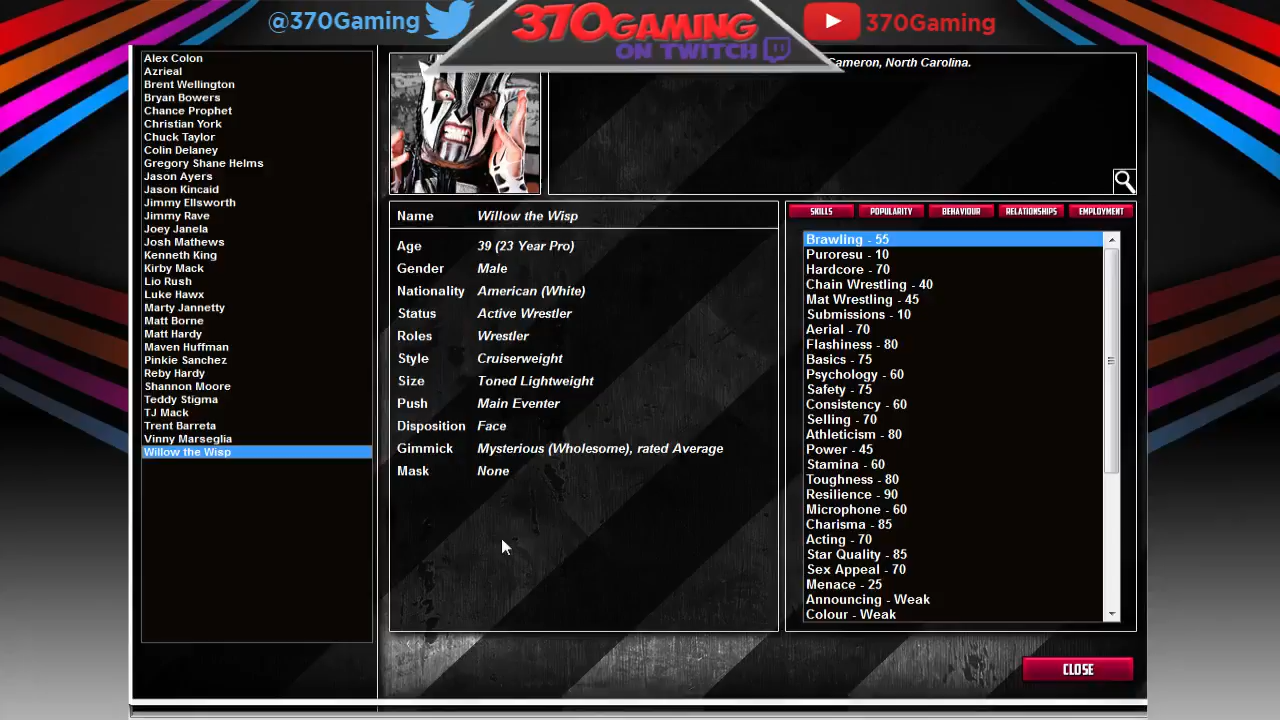 @370Gaming
370GAMING
ON TWITCH
370Gaming
Cameron, North Carolina.
Alex Colon
Azrieal
Brent Wellington
Bryan Bowers
Chance Prophet
Christian York
Chuck Taylor
Colin Delaney
Gregory Shane Helms
Jason Ayers
Jason Kincaid
Jimmy Ellsworth
Jimmy Rave
Joey Janela
Josh Mathews
Kenneth King
Kirby Mack
Lio Rush
Luke Hawx
Marty Jannetty
Matt Borne
Matt Hardy
Maven Huffman
Pinkie Sanchez
Reby Hardy
Shannon Moore
Teddy Stigma
TJ Mack
Trent Barreta
Vinny Marseglia
Willow the Wisp
Name Willow the Wisp
Age 39 (23 Year Pro)
Gender Male
Nationality American (White)
Status Active Wrestler
Roles Wrestler
Style Cruiserweight
Size Toned Lightweight
Push Main Eventer
Disposition Face
Gimmick Mysterious (Wholesome), rated Average
Mask None
SKILLS POPULARITY BEHAVIOUR RELATIONSHIPS EMPLOYMENT
Brawling - 55
Puroresu - 10
Hardcore - 70
Chain Wrestling - 40
Mat Wrestling - 45
Submissions - 10
Aerial - 70
Flashiness - 80
Basics - 75
Psychology - 60
Safety - 75
Consistency - 60
Selling - 70
Athleticism - 80
Power - 45
Stamina - 60
Toughness - 80
Resilience - 90
Microphone - 60
Charisma - 85
Acting - 70
Star Quality - 85
Sex Appeal - 70
Menace - 25
Announcing - Weak
Colour - Weak
CLOSE